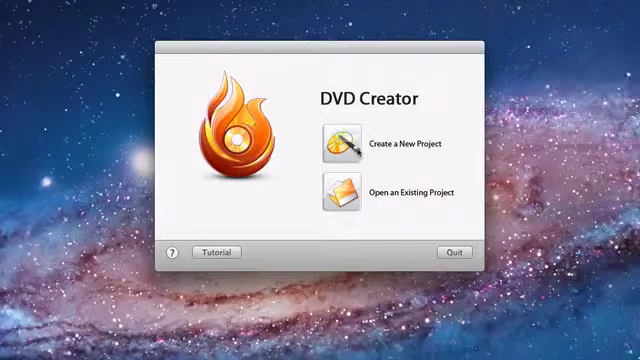 DVD Creator
Create a New Project
Open an Existing Project
? Tutorial Quit